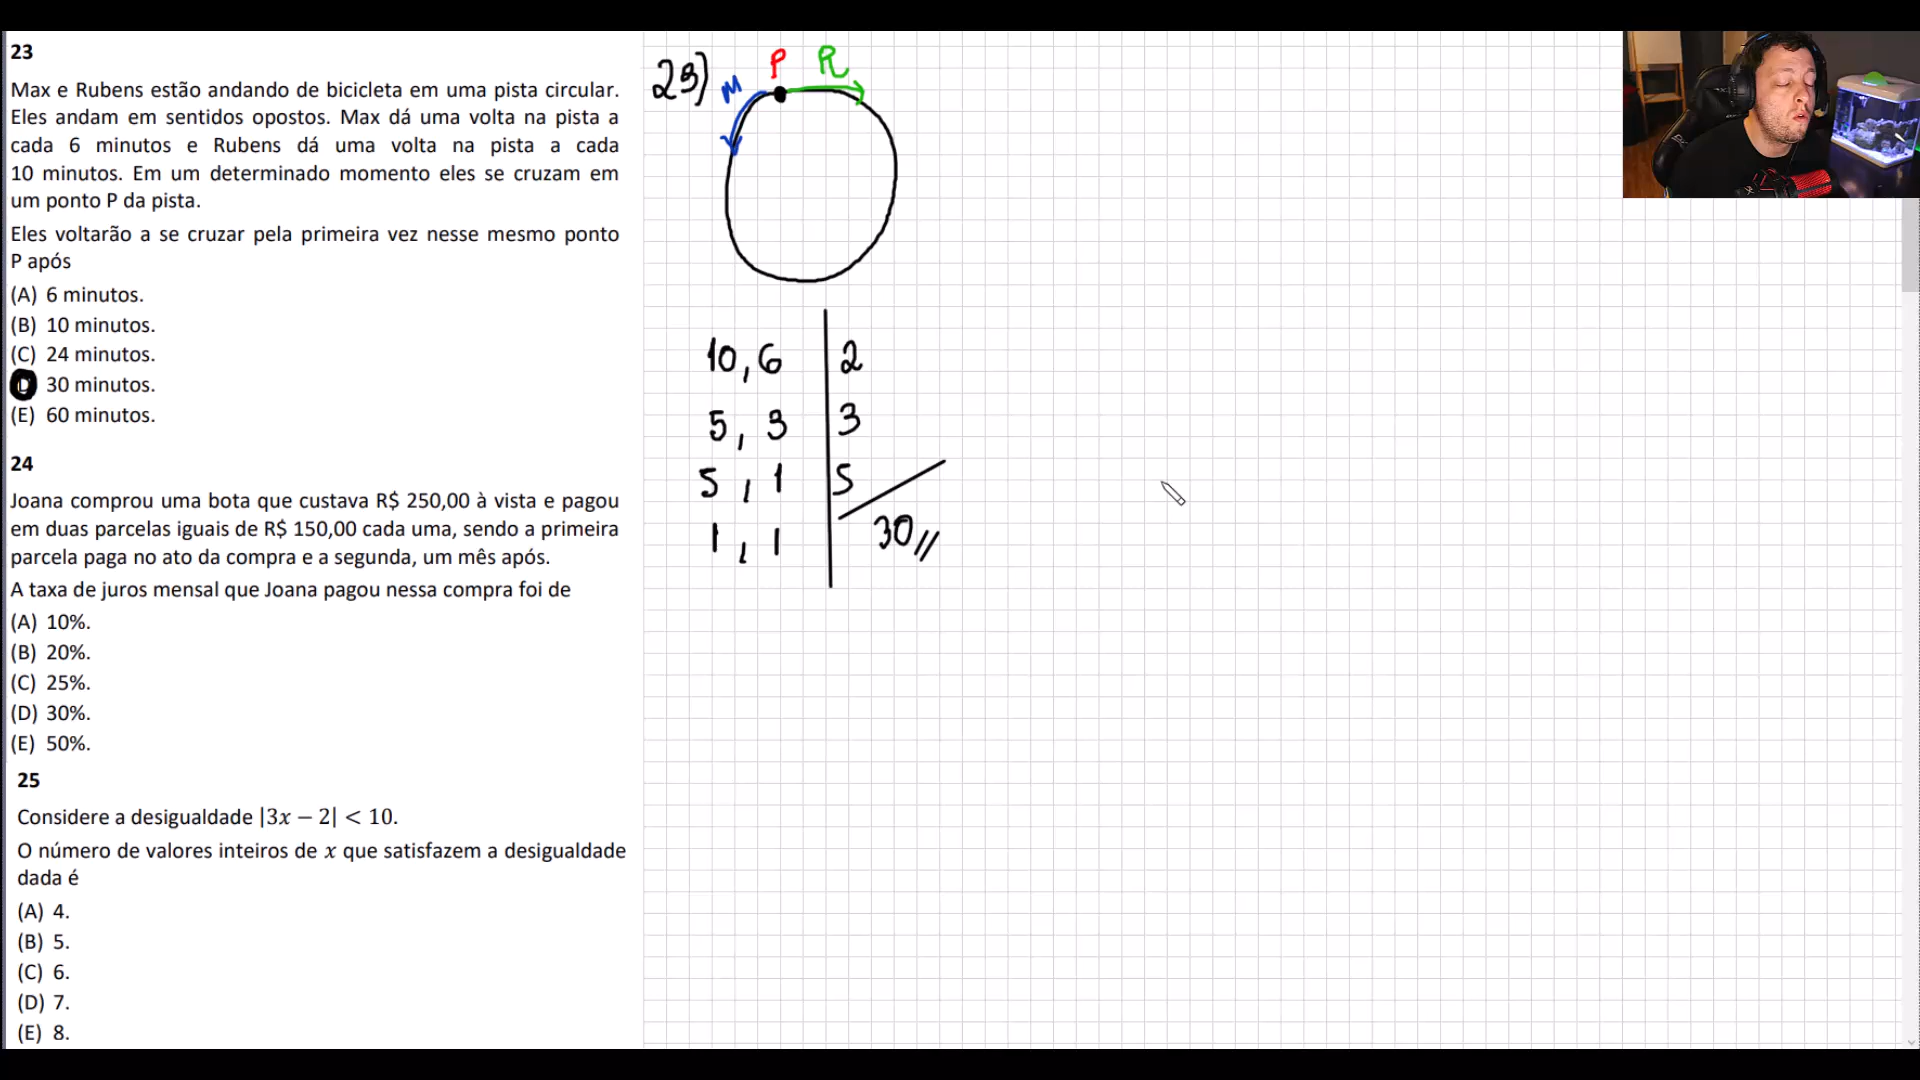 23
Max e Rubens estão andando de bicicleta em uma pista circular.
Eles andam em sentidos opostos. Max dá uma volta na pista a
cada 6 minutos e Rubens dá uma volta na pista a cada
10 minutos. Em um determinado momento eles se cruzam em
um ponto P da pista.
Eles voltarão a se cruzar pela primeira vez nesse mesmo ponto
P após
(A) 6 minutos.
(B) 10 minutos.
(C) 24 minutos.
D 30 minutos.
(E) 60 minutos.
24
Joana comprou uma bota que custava R$ 250,00 à vista e pagou
em duas parcelas iguais de R$ 150,00 cada uma, sendo a primeira
parcela paga no ato da compra e a segunda, um mês após.
A taxa de juros mensal que Joana pagou nessa compra foi de
(A) 10%.
(B) 20%.
(C) 25%.
(D) 30%.
(E) 50%.
25
Considere a desigualdade |3x − 2| < 10.
O número de valores inteiros de x que satisfazem a desigualdade
dada é
(A) 4.
(B) 5.
(C) 6.
(D) 7.
(E) 8.
23)
M P R
10, 6 | 2
5, 3 | 3
5, 1 | 5
1, 1 | 30//